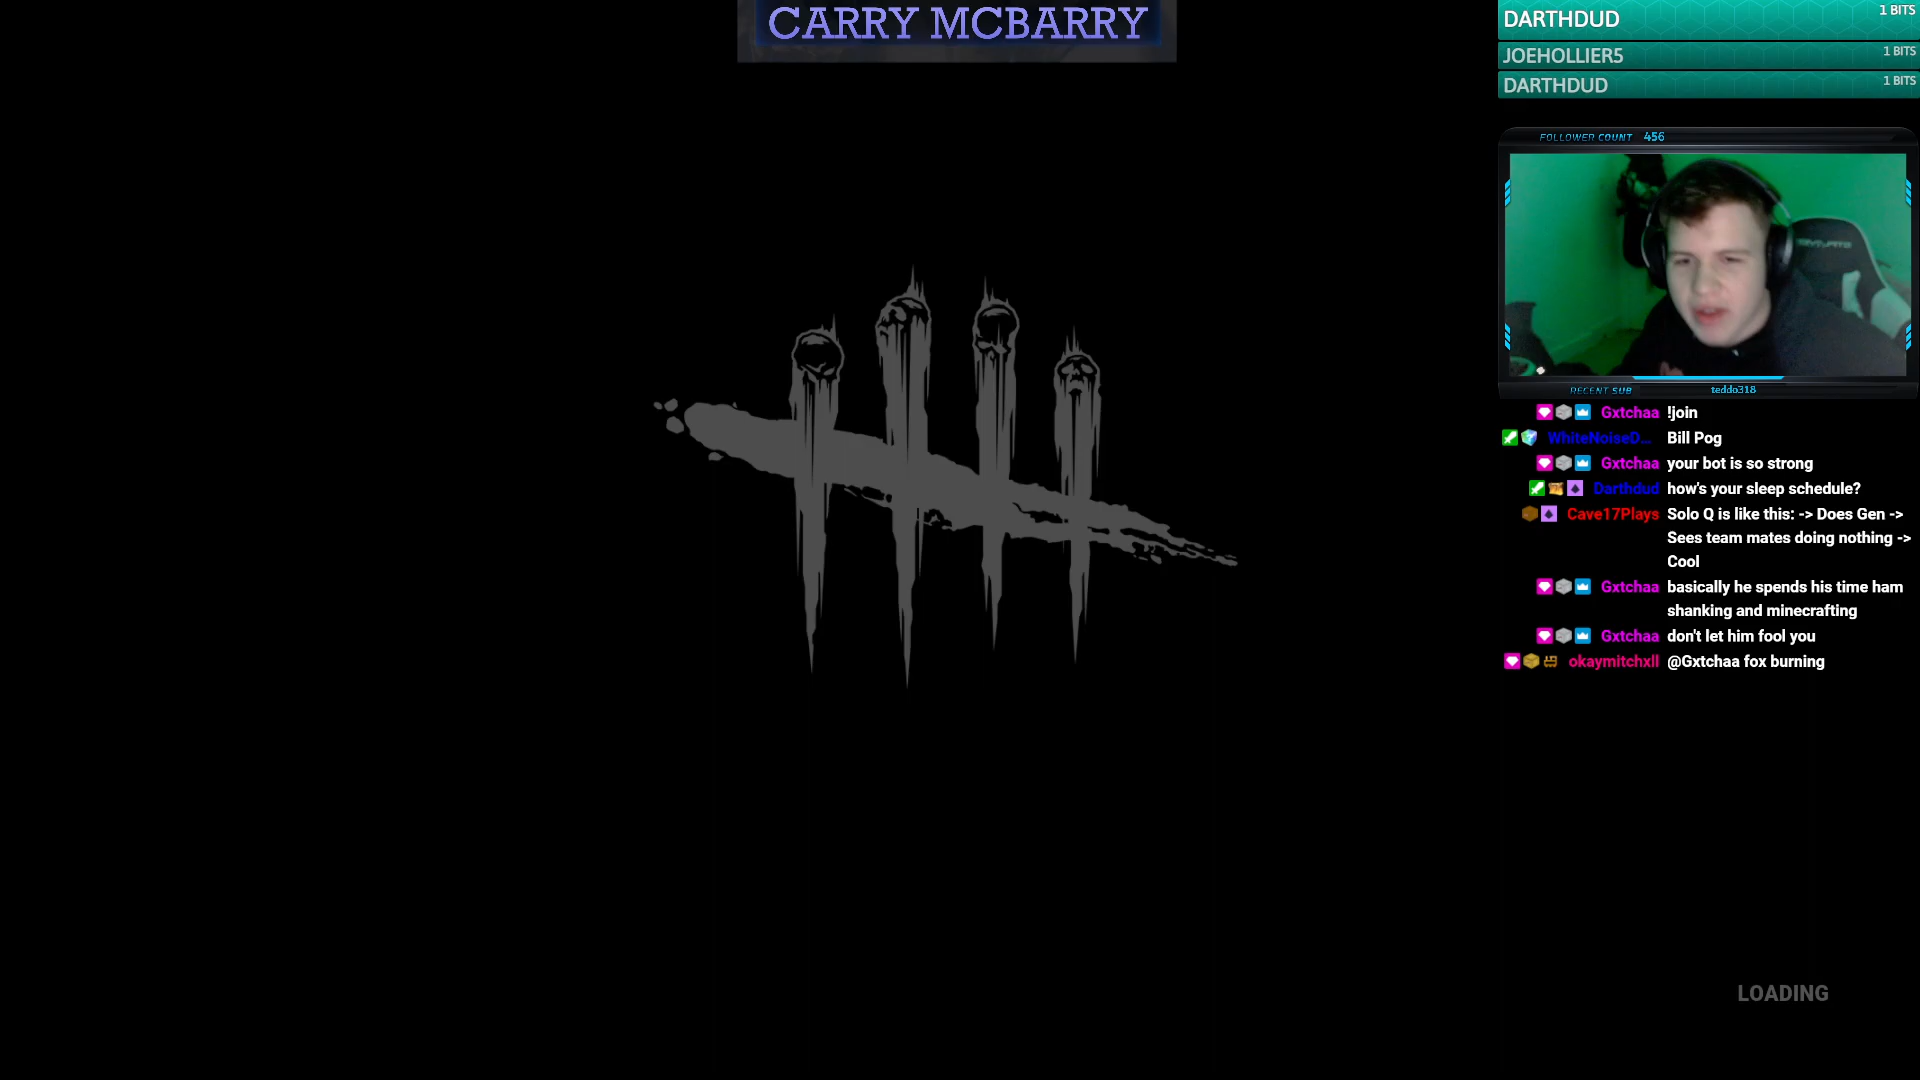 CARRY MCBARRY
DARTHDUD 1 BITS
JOEHOLLIER5 1 BITS
DARTHDUD 1 BITS
FOLLOWER COUNT 456
RECENT SUB teddo318
Gxtchaa !join
WhiteNoiseD... Bill Pog
Gxtchaa your bot is so strong
Darthdud how's your sleep schedule?
Cave17Plays Solo Q is like this: -> Does Gen ->
Sees team mates doing nothing ->
Cool
Gxtchaa basically he spends his time ham
shanking and minecrafting
Gxtchaa don't let him fool you
okaymitchxll @Gxtchaa fox burning
LOADING